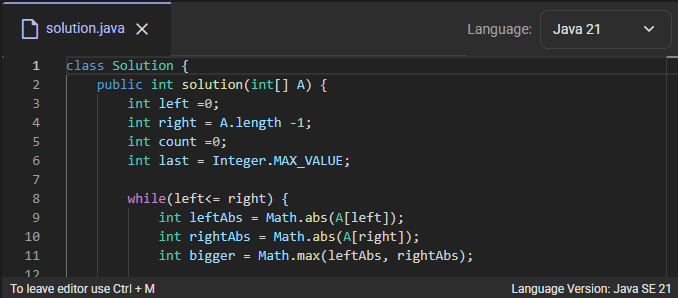 solution.java
Language: Java 21
1 class Solution {
2 public int solution(int[] A) {
3 int left =0;
4 int right = A.length -1;
5 int count =0;
6 int last = Integer.MAX_VALUE;
7
8 while(left<= right) {
9 int leftAbs = Math.abs(A[left]);
10 int rightAbs = Math.abs(A[right]);
11 int bigger = Math.max(leftAbs, rightAbs);
12
To leave editor use Ctrl + M
Language Version: Java SE 21